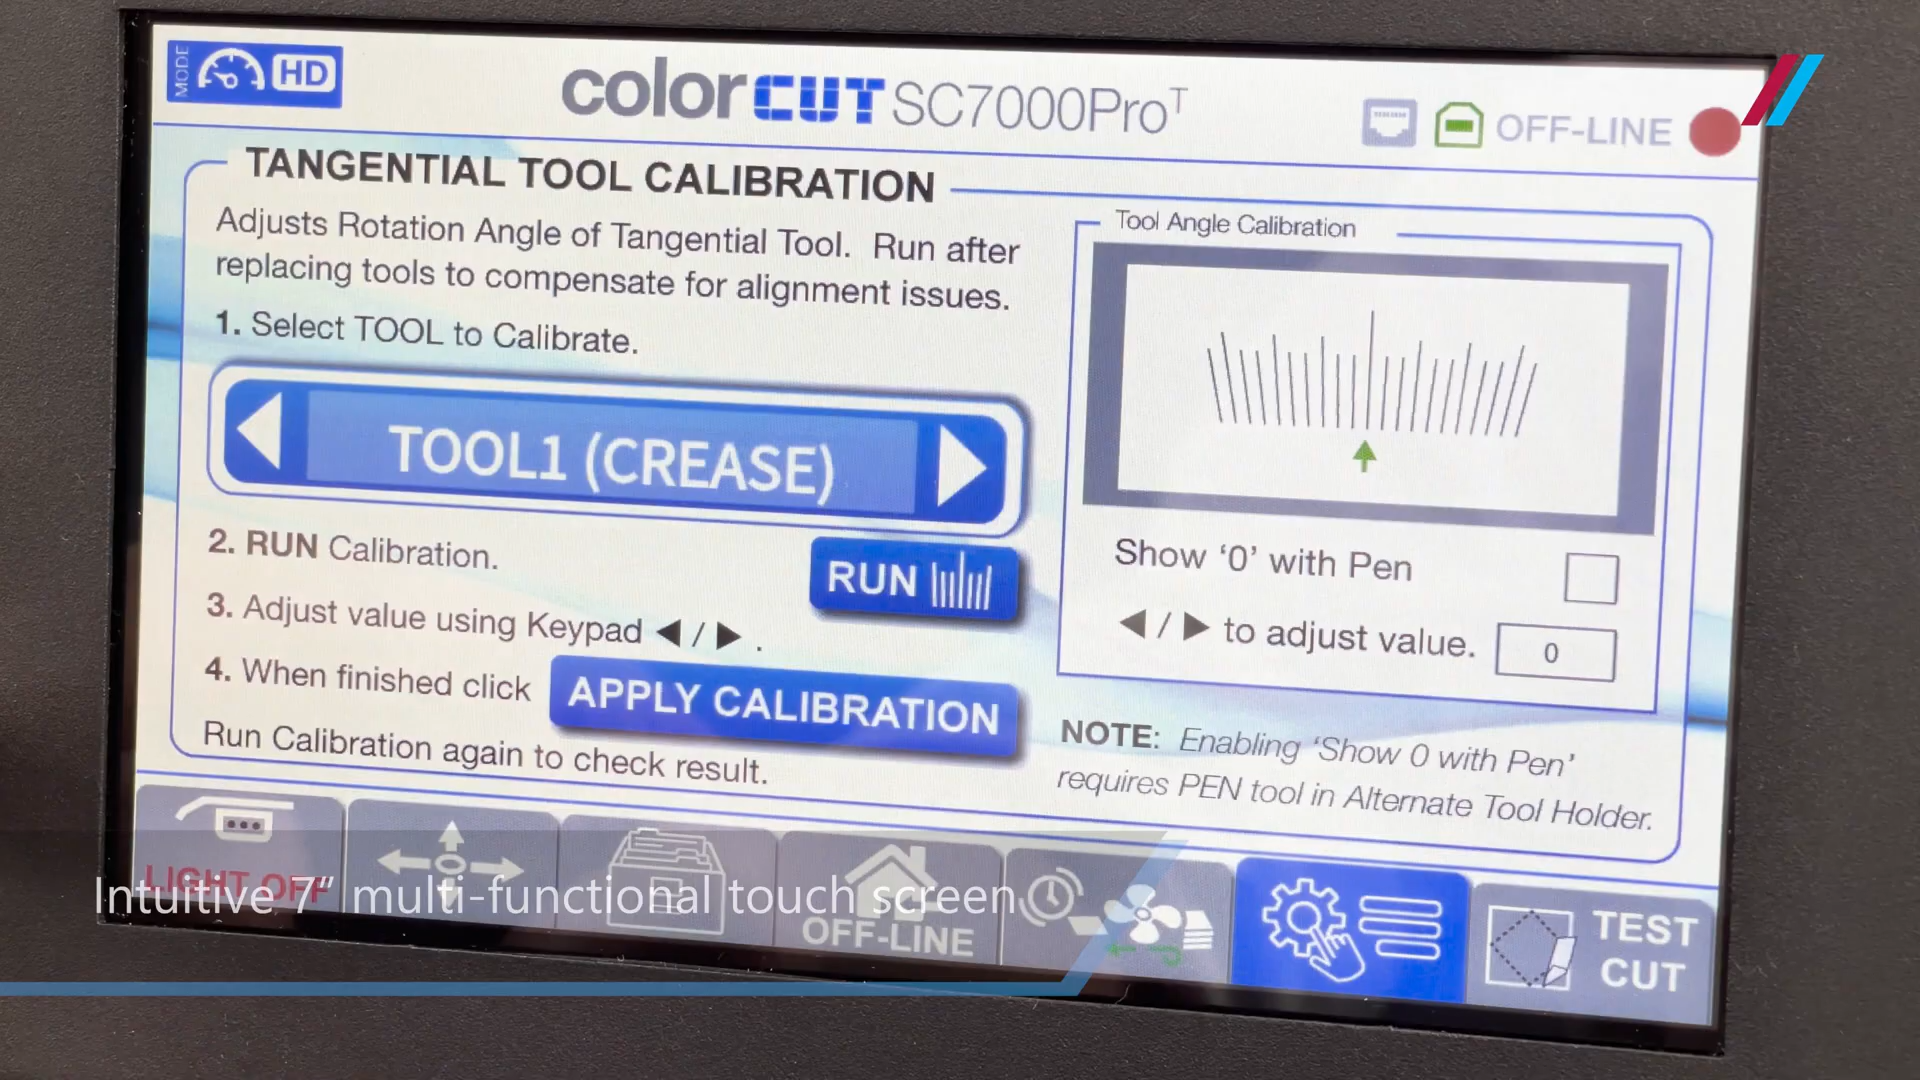 MODE HD
colorCUT SC7000ProT
OFF-LINE
TANGENTIAL TOOL CALIBRATION
Adjusts Rotation Angle of Tangential Tool. Run after
replacing tools to compensate for alignment issues.
1. Select TOOL to Calibrate.
TOOL1 (CREASE)
2. RUN Calibration.
RUN
3. Adjust value using Keypad ◀ / ▶ .
4. When finished click
APPLY CALIBRATION
Run Calibration again to check result.
Tool Angle Calibration
Show ‘0’ with Pen
◀ / ▶ to adjust value.
0
NOTE: Enabling ‘Show 0 with Pen’
requires PEN tool in Alternate Tool Holder.
LIGHT OFF
OFF-LINE
TEST
CUT
Intuitive 7“ multi-functional touch screen